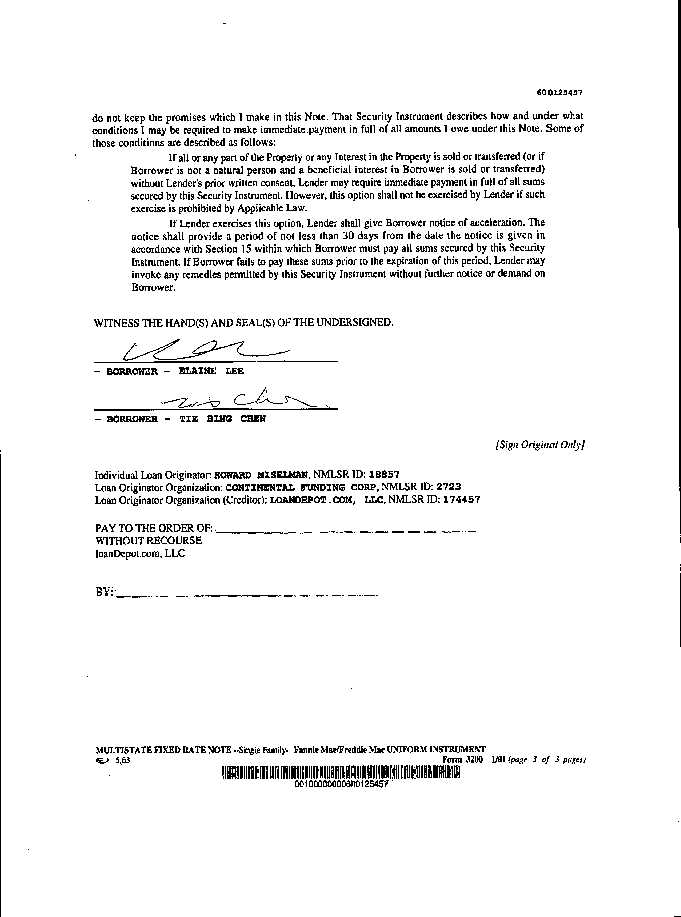 600125457
do not keep the promises which I make in this Note. That Security Instrument describes how and under what
conditions I may be required to make immediate payment in full of all amounts I owe under this Note. Some of
those conditions are described as follows:
If all or any part of the Property or any Interest in the Property is sold or transferred (or if
Borrower is not a natural person and a beneficial interest in Borrower is sold or transferred)
without Lender's prior written consent, Lender may require immediate payment in full of all sums
secured by this Security Instrument. However, this option shall not be exercised by Lender if such
exercise is prohibited by Applicable Law.
If Lender exercises this option, Lender shall give Borrower notice of acceleration. The
notice shall provide a period of not less than 30 days from the date the notice is given in
accordance with Section 15 within which Borrower must pay all sums secured by this Security
Instrument. If Borrower fails to pay these sums prior to the expiration of this period, Lender may
invoke any remedies permitted by this Security Instrument without further notice or demand on
Borrower.
WITNESS THE HAND(S) AND SEAL(S) OF THE UNDERSIGNED.
- BORROWER - ELAINE LEE
- BORROWER - TIE BING CHEN
[Sign Original Only]
Individual Loan Originator: HOWARD MISELMAN, NMLSR ID: 18857
Loan Originator Organization: CONTINENTAL FUNDING CORP, NMLSR ID: 2723
Loan Originator Organization (Creditor): LOANDEPOT.COM, LLC, NMLSR ID: 174457
PAY TO THE ORDER OF:
WITHOUT RECOURSE
loanDepot.com, LLC
BY:
MULTISTATE FIXED RATE NOTE --Single Family- Fannie Mae/Freddie Mac UNIFORM INSTRUMENT
5.63 Form 3200 1/01 (page 3 of 3 pages)
00100000000600125457